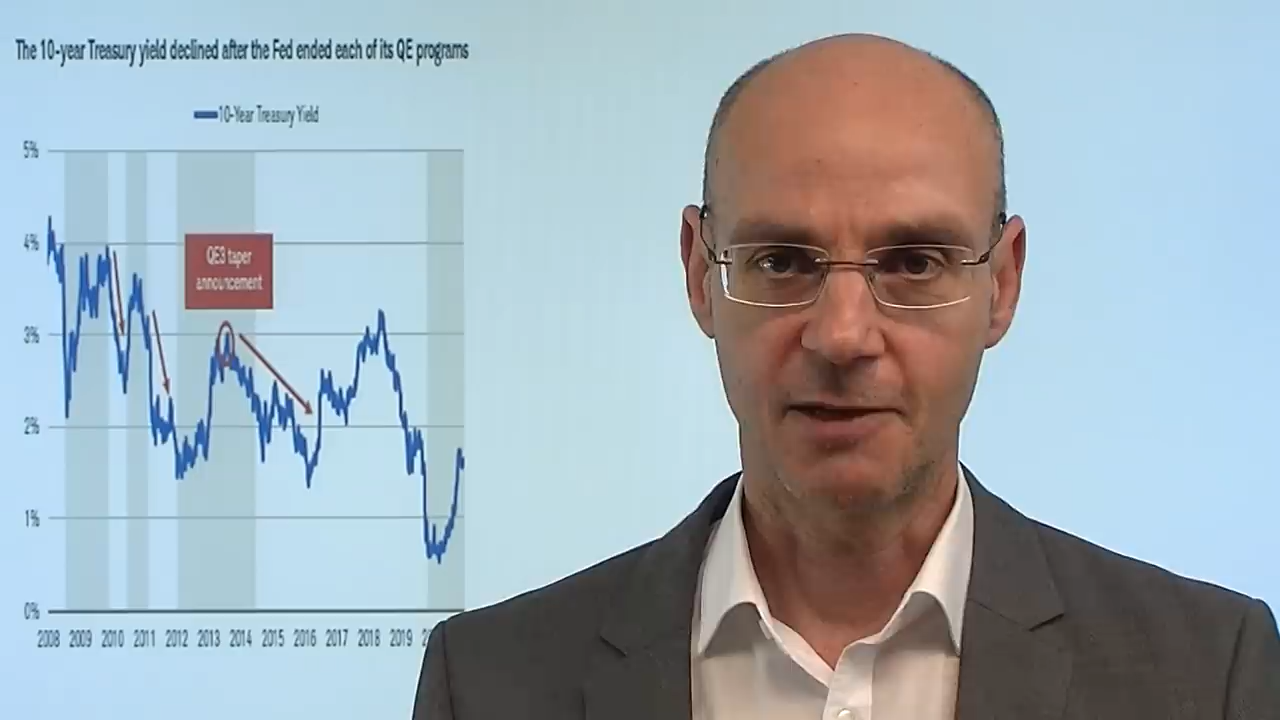 The 10-year Treasury yield declined after the Fed ended each of its QE programs
10-Year Treasury Yield
5%
4%
QE3 taper
announcement
3%
2%
1%
0%
2008 2009 2010 2011 2012 2013 2014 2015 2016 2017 2018 2019